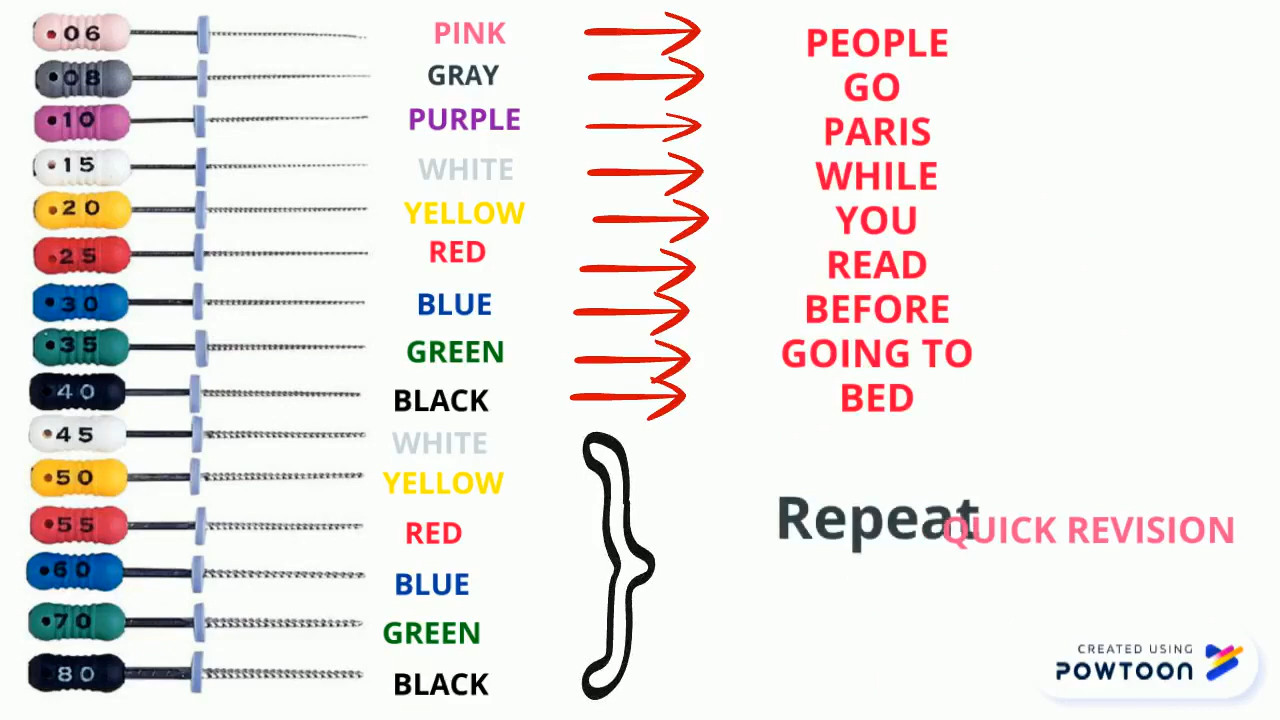 06 PINK PEOPLE
08 GRAY GO
10 PURPLE PARIS
15 WHITE WHILE
20 YELLOW YOU
25 RED READ
30 BLUE BEFORE
35 GREEN GOING TO
40 BLACK BED
45 WHITE
50 YELLOW
55 RED
60 BLUE
70 GREEN
80 BLACK
Repeat
QUICK REVISION
CREATED USING
POWTOON